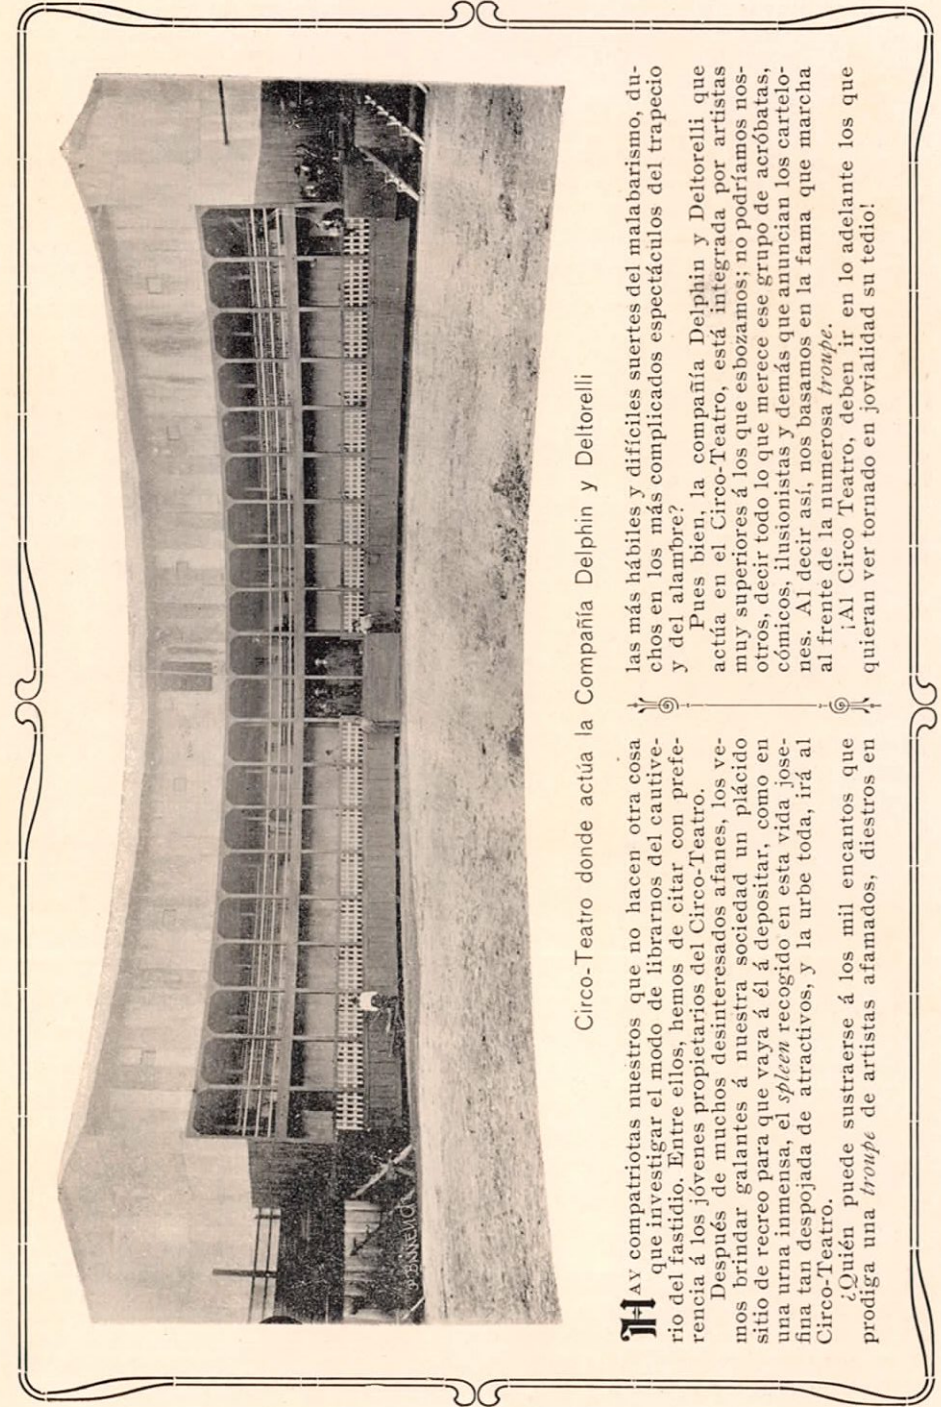 Circo-Teatro donde actúa la Compañía Delphin y Deltorelli
HAY compatriotas nuestros que no hacen otra cosa
que investigar el modo de librarnos del cautive-
rio del fastidio. Entre ellos, hemos de citar con prefe-
rencia á los jóvenes propietarios del Circo-Teatro.
Después de muchos desinteresados afanes, los ve-
mos brindar galantes á nuestra sociedad un plácido
sitio de recreo para que vaya á él á depositar, como en
una urna inmensa, el spleen recogido en esta vida jose-
fina tan despojada de atractivos, y la urbe toda, irá al
Circo-Teatro.
¿Quién puede sustraerse á los mil encantos que
prodiga una troupe de artistas afamados, diestros en
las más hábiles y difíciles suertes del malabarismo, du-
chos en los más complicados espectáculos del trapecio
y del alambre?
Pues bien, la compañía Delphin y Deltorelli que
actúa en el Circo-Teatro, está integrada por artistas
muy superiores á los que esbozamos; no podríamos nos-
otros, decir todo lo que merece ese grupo de acróbatas,
cómicos, ilusionistas y demás que anuncian los cartelo-
nes. Al decir así, nos basamos en la fama que marcha
al frente de la numerosa troupe.
¡Al Circo Teatro, deben ir en lo adelante los que
quieran ver tornado en jovialidad su tedio!